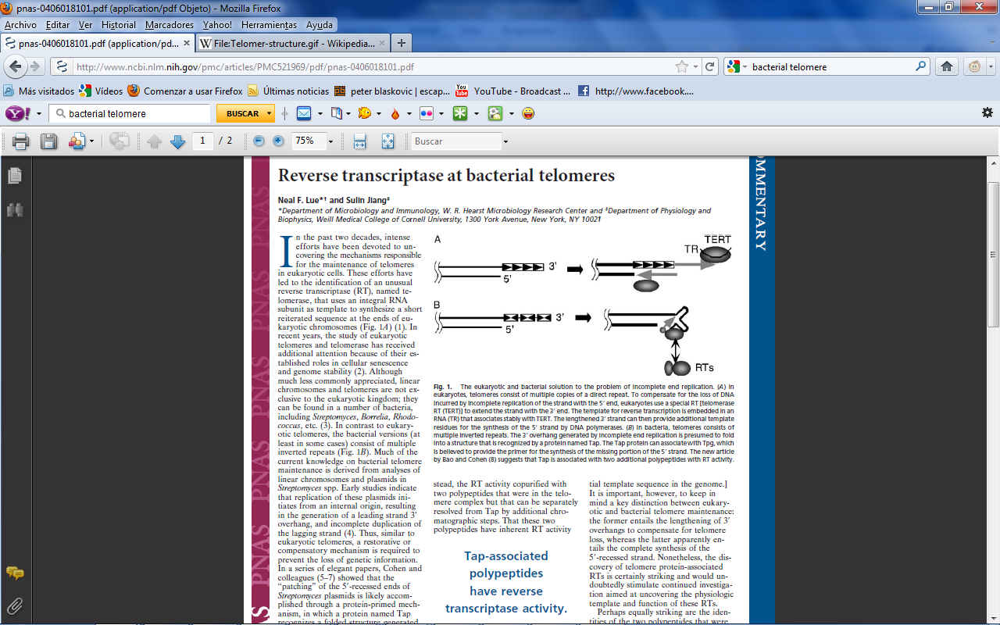 pnas-0406018101.pdf (application/pdf Objeto) - Mozilla Firefox
Archivo Editar Ver Historial Marcadores Yahoo! Herramientas Ayuda
pnas-0406018101.pdf (application/pd... × W File:Telomer-structure.gif - Wikipedia... × +
http://www.ncbi.nlm.nih.gov/pmc/articles/PMC521969/pdf/pnas-0406018101.pdf bacterial telomere
Más visitados Vídeos Comenzar a usar Firefox Últimas noticias peter blaskovic | escap... YouTube - Broadcast ... http://www.facebook....
Y! bacterial telomere BUSCAR
1 / 2 75% Buscar
PNAS PNAS PNAS
OMMENTARY
Reverse transcriptase at bacterial telomeres
Neal F. Lue*† and Sulin Jiang‡
*Department of Microbiology and Immunology, W. R. Hearst Microbiology Research Center and ‡Department of Physiology and
Biophysics, Weill Medical College of Cornell University, 1300 York Avenue, New York, NY 10021
In the past two decades, intense
efforts have been devoted to un-
covering the mechanisms responsible
for the maintenance of telomeres
in eukaryotic cells. These efforts have
led to the identification of an unusual
reverse transcriptase (RT), named te-
lomerase, that uses an integral RNA
subunit as template to synthesize a short
reiterated sequence at the ends of eu-
karyotic chromosomes (Fig. 1A) (1). In
recent years, the study of eukaryotic
telomeres and telomerase has received
additional attention because of their es-
tablished roles in cellular senescence
and genome stability (2). Although
much less commonly appreciated, linear
chromosomes and telomeres are not ex-
clusive to the eukaryotic kingdom; they
can be found in a number of bacteria,
including Streptomyces, Borrelia, Rhodo-
coccus, etc. (3). In contrast to eukary-
otic telomeres, the bacterial versions (at
least in some cases) consist of multiple
inverted repeats (Fig. 1B). Much of the
current knowledge on bacterial telomere
maintenance is derived from analyses of
linear chromosomes and plasmids in
Streptomyces spp. Early studies indicate
that replication of these plasmids ini-
tiates from an internal origin, resulting
in the generation of a leading strand 3′
overhang, and incomplete duplication of
the lagging strand (4). Thus, similar to
eukaryotic telomeres, a restorative or
compensatory mechanism is required to
prevent the loss of genetic information.
In a series of elegant papers, Cohen and
colleagues (5–7) showed that the
“patching” of the 5′-recessed ends of
Streptomyces plasmids is likely accom-
plished through a protein-primed mech-
anism, in which a protein named Tap
recognizes a folded structure generated
A
3'
5'
TR
TERT
B
3'
5'
RTs
Fig. 1. The eukaryotic and bacterial solution to the problem of incomplete end replication. (A) In
eukaryotes, telomeres consist of multiple copies of a direct repeat. To compensate for the loss of DNA
incurred by incomplete replication of the strand with the 5′ end, eukaryotes use a special RT [telomerase
RT (TERT)] to extend the strand with the 3′ end. The template for reverse transcription is embedded in an
RNA (TR) that associates stably with TERT. The lengthened 3′ strand can then provide additional template
residues for the synthesis of the 5′ strand by DNA polymerases. (B) In bacteria, telomeres consists of
multiple inverted repeats. The 3′ overhang generated by incomplete end replication is presumed to fold
into a structure that is recognized by a protein named Tap. The Tap protein can associate with Tpg, which
is believed to provide the primer for the synthesis of the missing portion of the 5′ strand. The new article
by Bao and Cohen (8) suggests that Tap is associated with two additional polypeptides with RT activity.
stead, the RT activity copurified with
two polypeptides that were in the telo-
mere complex but that can be separately
resolved from Tap by additional chro-
matographic steps. That these two
polypeptides have inherent RT activity
Tap-associated
polypeptides
have reverse
transcriptase activity.
tial template sequence in the genome.]
It is important, however, to keep in
mind a key distinction between eukary-
otic and bacterial telomere maintenance:
the former entails the lengthening of 3′
overhangs to compensate for telomere
loss, whereas the latter apparently en-
tails the complete synthesis of the
5′-recessed strand. Nonetheless, the dis-
covery of telomere protein-associated
RTs is certainly striking and would un-
doubtedly stimulate continued investiga-
tion aimed at uncovering the physiologic
template and function of these RTs.
Perhaps equally striking are the iden-
tities of the two polypeptides that were